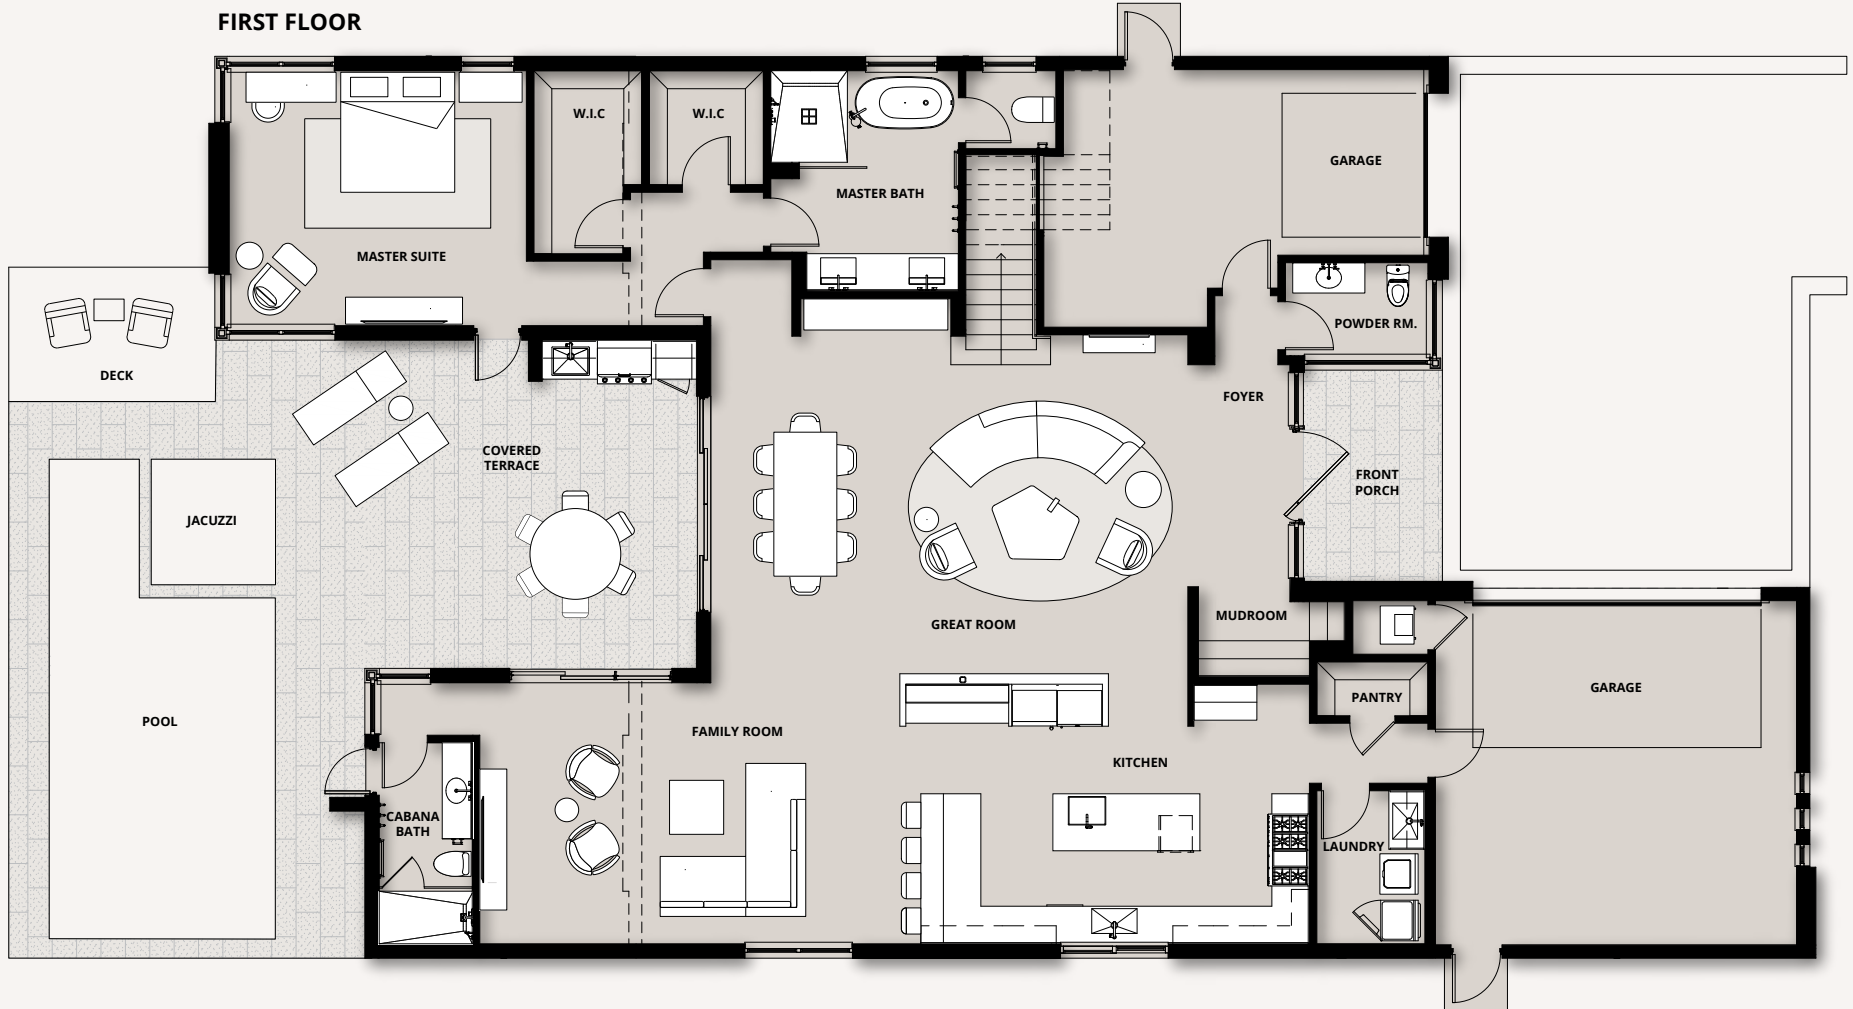 FIRST FLOOR
W.I.C
W.I.C
GARAGE
MASTER BATH
MASTER SUITE
POWDER RM.
DECK
FOYER
COVERED
TERRACE
FRONT
PORCH
JACUZZI
MUDROOM
GREAT ROOM
GARAGE
PANTRY
POOL
FAMILY ROOM
KITCHEN
CABANA
BATH
LAUNDRY